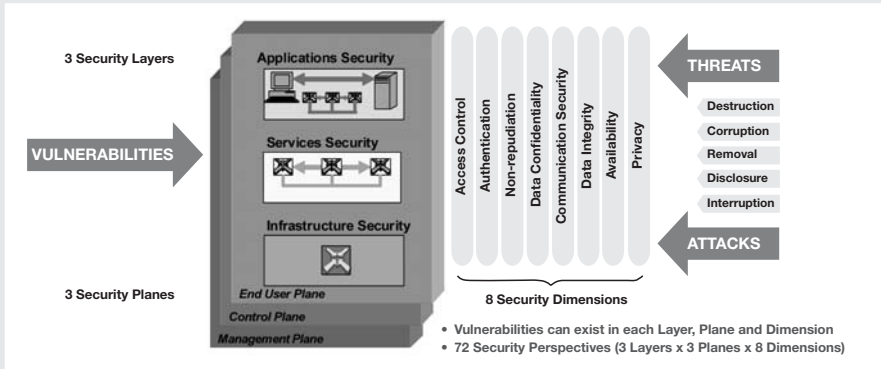 3 Security Layers
VULNERABILITIES
3 Security Planes
Applications Security
Services Security
Infrastructure Security
End User Plane
Control Plane
Management Plane
Access Control
Authentication
Non-repudiation
Data Confidentiality
Communication Security
Data Integrity
Availability
Privacy
8 Security Dimensions
THREATS
Destruction
Corruption
Removal
Disclosure
Interruption
ATTACKS
• Vulnerabilities can exist in each Layer, Plane and Dimension
• 72 Security Perspectives (3 Layers x 3 Planes x 8 Dimensions)